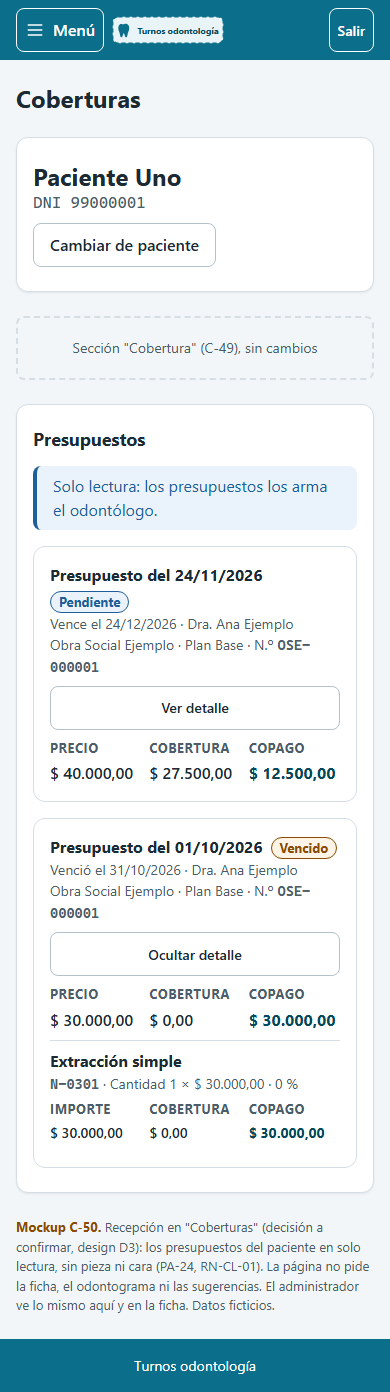 Menú
Turnos odontología
Salir
Coberturas
Paciente Uno
DNI 99000001
Cambiar de paciente
Sección "Cobertura" (C-49), sin cambios
Presupuestos
Solo lectura: los presupuestos los arma
el odontólogo.
Presupuesto del 24/11/2026
Pendiente
Vence el 24/12/2026 · Dra. Ana Ejemplo
Obra Social Ejemplo · Plan Base · N.º OSE-
000001
Ver detalle
PRECIO COBERTURA COPAGO
$ 40.000,00 $ 27.500,00 $ 12.500,00
Presupuesto del 01/10/2026 Vencido
Venció el 31/10/2026 · Dra. Ana Ejemplo
Obra Social Ejemplo · Plan Base · N.º OSE-
000001
Ocultar detalle
PRECIO COBERTURA COPAGO
$ 30.000,00 $ 0,00 $ 30.000,00
Extracción simple
N-0301 · Cantidad 1 × $ 30.000,00 · 0 %
IMPORTE COBERTURA COPAGO
$ 30.000,00 $ 0,00 $ 30.000,00
Mockup C-50. Recepción en "Coberturas" (decisión a
confirmar, design D3): los presupuestos del paciente en solo
lectura, sin pieza ni cara (PA-24, RN-CL-01). La página no pide
la ficha, el odontograma ni las sugerencias. El administrador
ve lo mismo aquí y en la ficha. Datos ficticios.
Turnos odontología